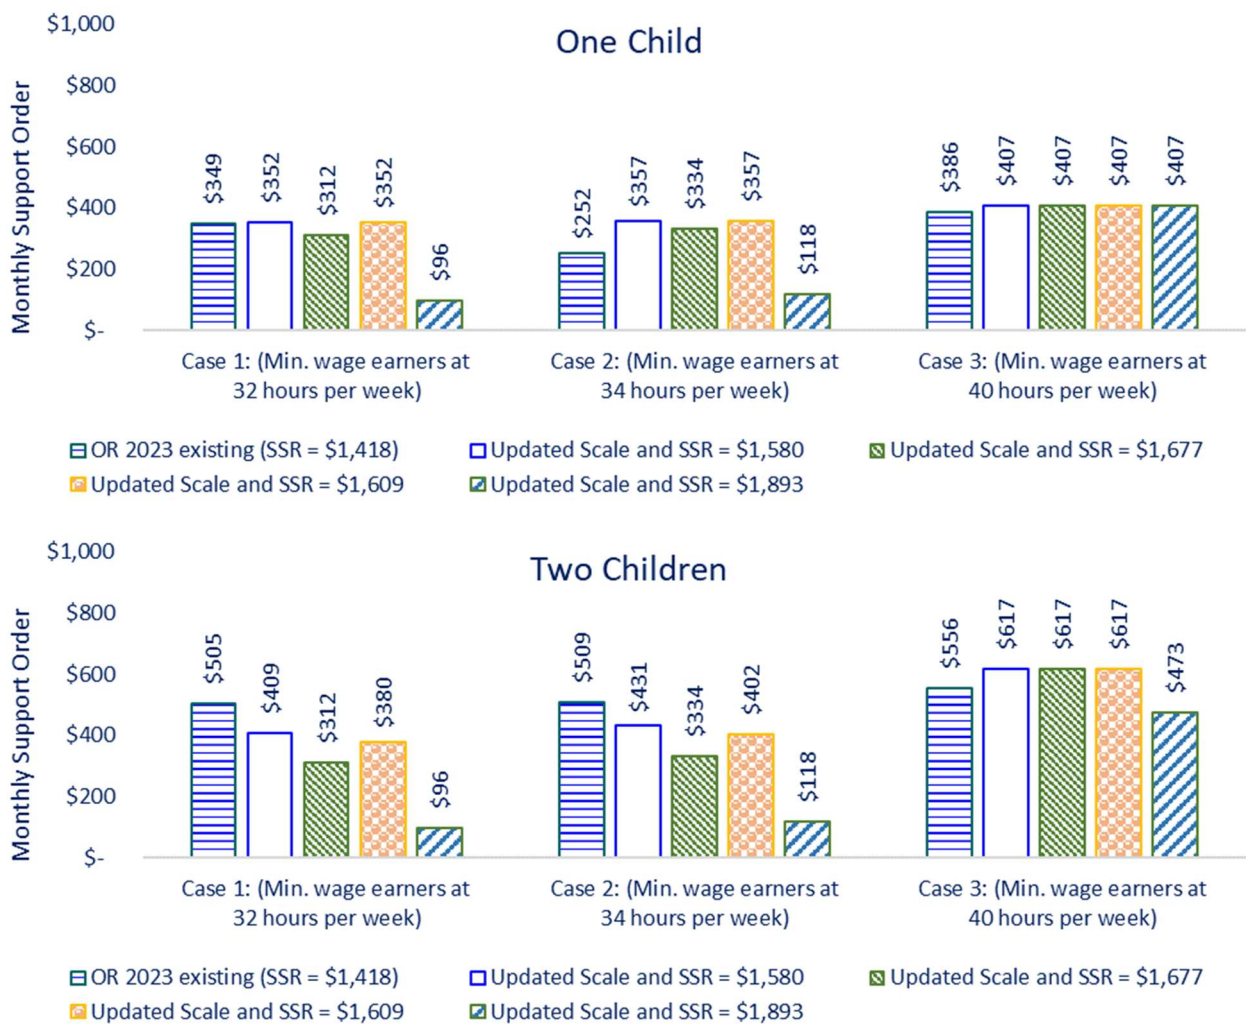 One Child
Monthly Support Order
$1,000
$800
$600
$400
$200
$-
$349 $352 $312 $352 $96
$252 $357 $334 $357 $118
$386 $407 $407 $407 $407
Case 1: (Min. wage earners at
32 hours per week)
Case 2: (Min. wage earners at
34 hours per week)
Case 3: (Min. wage earners at
40 hours per week)
OR 2023 existing (SSR = $1,418)
Updated Scale and SSR = $1,580
Updated Scale and SSR = $1,677
Updated Scale and SSR = $1,609
Updated Scale and SSR = $1,893
Two Children
Monthly Support Order
$1,000
$800
$600
$400
$200
$-
$505 $409 $312 $380 $96
$509 $431 $334 $402 $118
$556 $617 $617 $617 $473
Case 1: (Min. wage earners at
32 hours per week)
Case 2: (Min. wage earners at
34 hours per week)
Case 3: (Min. wage earners at
40 hours per week)
OR 2023 existing (SSR = $1,418)
Updated Scale and SSR = $1,580
Updated Scale and SSR = $1,677
Updated Scale and SSR = $1,609
Updated Scale and SSR = $1,893